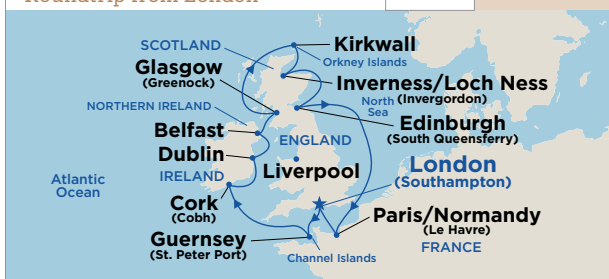 Roundtrip from London
SCOTLAND
Kirkwall
Orkney Islands
Glasgow
(Greenock)
Inverness/Loch Ness
(Invergordon)
North
Sea
NORTHERN IRELAND
Edinburgh
(South Queensferry)
Belfast
ENGLAND
Dublin
Liverpool
London
(Southampton)
Atlantic
Ocean
IRELAND
Cork
(Cobh)
Paris/Normandy
(Le Havre)
Guernsey
(St. Peter Port)
Channel Islands
FRANCE